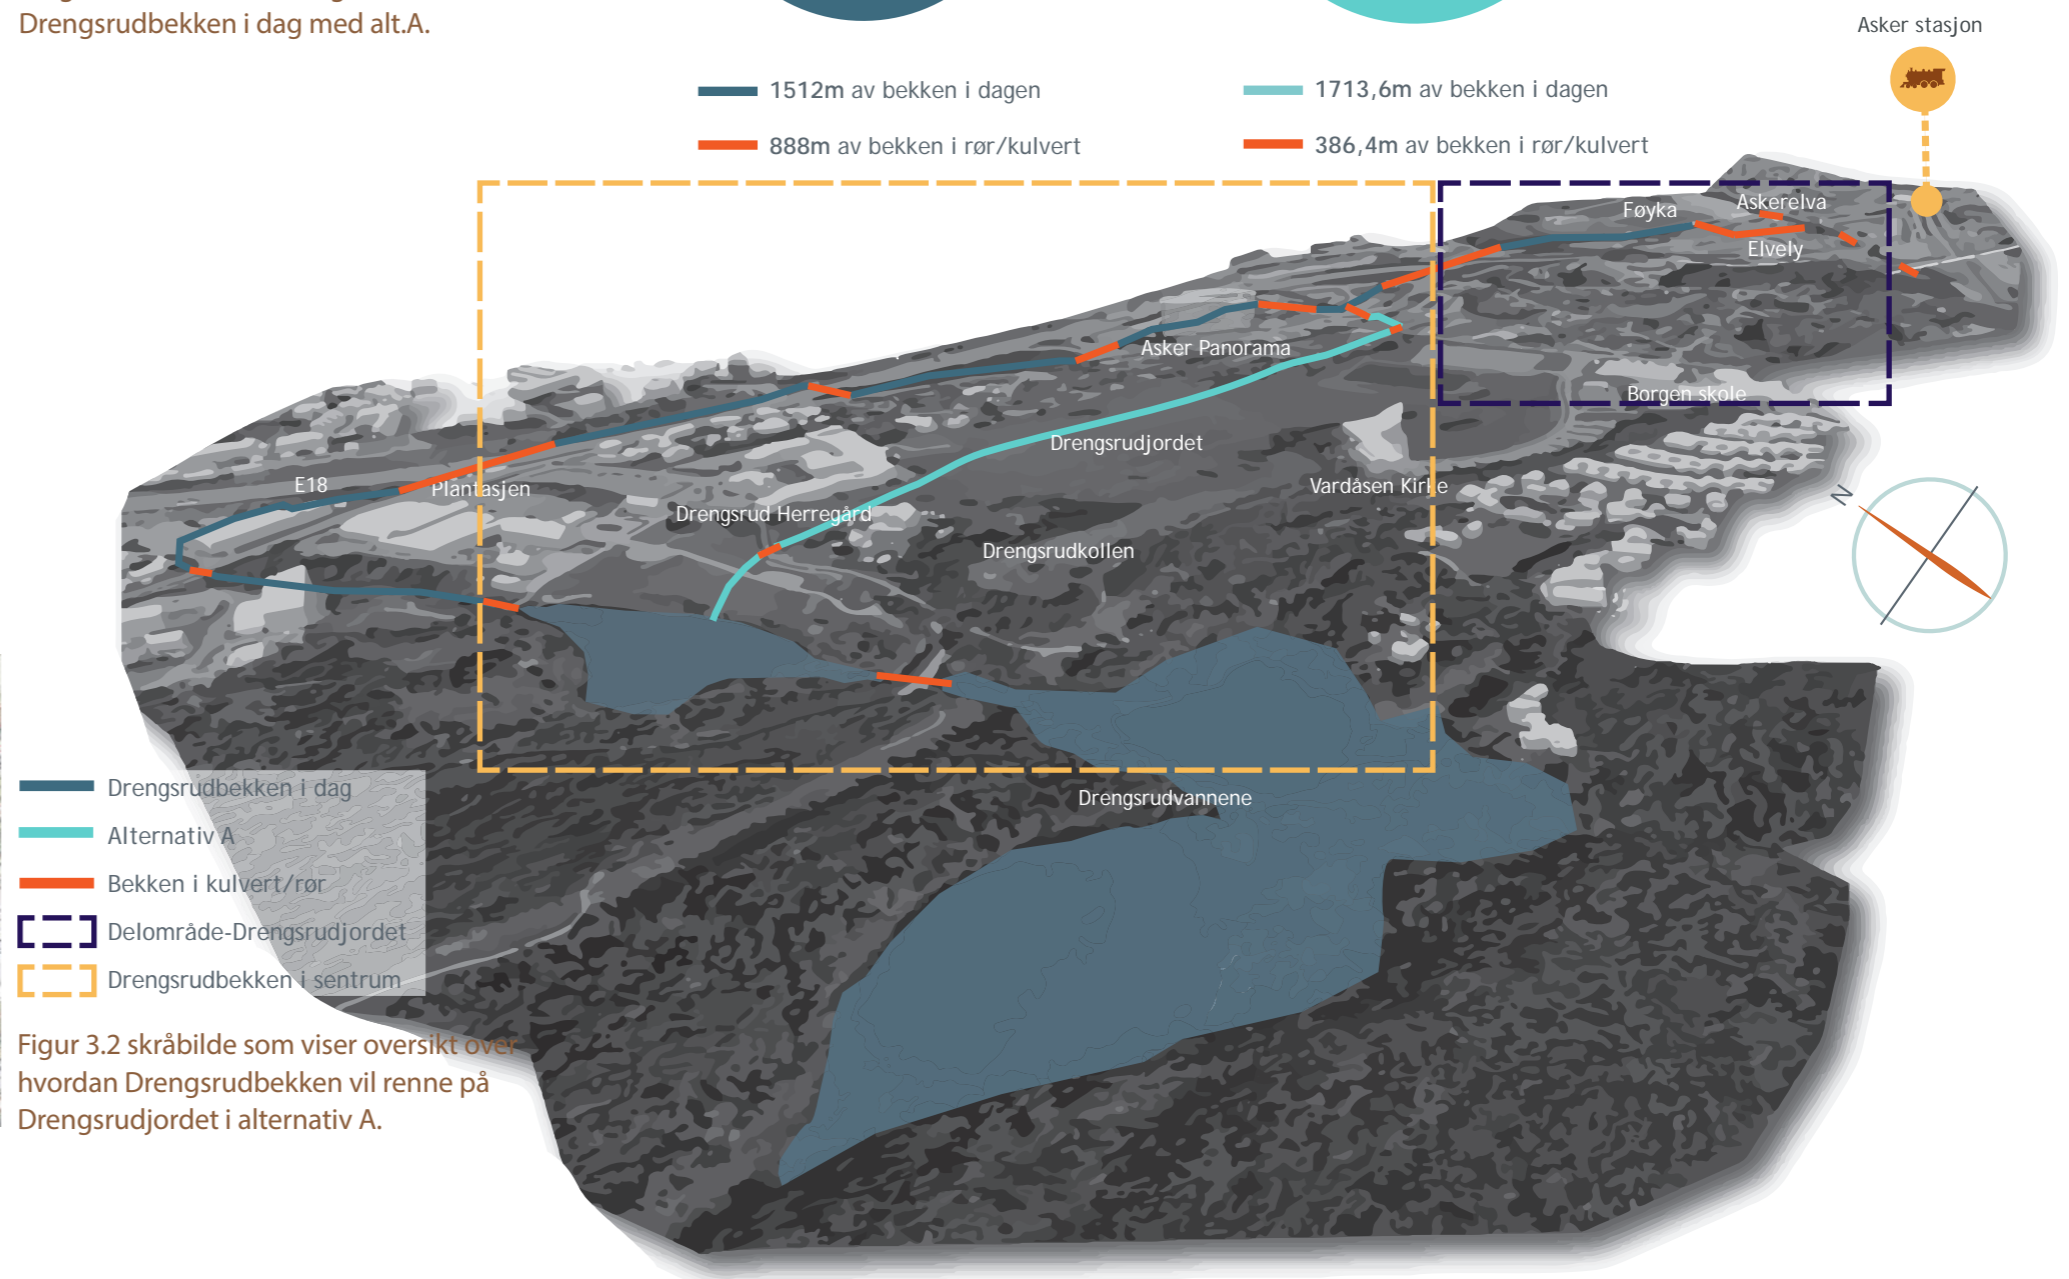 Drengsrudbekken i dag med alt.A.
Asker stasjon
1512m av bekken i dagen
1713,6m av bekken i dagen
888m av bekken i rør/kulvert
386,4m av bekken i rør/kulvert
Føyka
Askerelva
Elvely
Asker Panorama
Borgen skole
Drengsrudjordet
E18
Plantasjen
Vardåsen Kirke
Drengsrud Herregård
Drengsrudkollen
N
Drengsrudvannene
Drengsrudbekken i dag
Alternativ A
Bekken i kulvert/rør
Delområde-Drengsrudjordet
Drengsrudbekken i sentrum
Figur 3.2 skråbilde som viser oversikt over
hvordan Drengsrudbekken vil renne på
Drengsrudjordet i alternativ A.